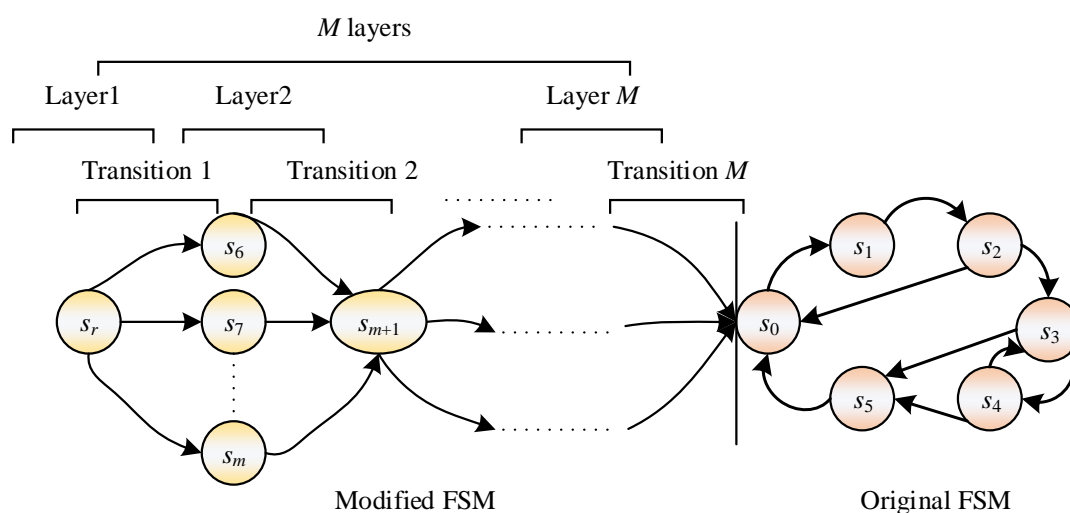 M layers
Layer1 Layer2 Layer M
Transition 1 Transition 2 Transition M
s6
s1 s2
sr s7 sm+1 s0 s3
s5 s4
sm
Modified FSM Original FSM